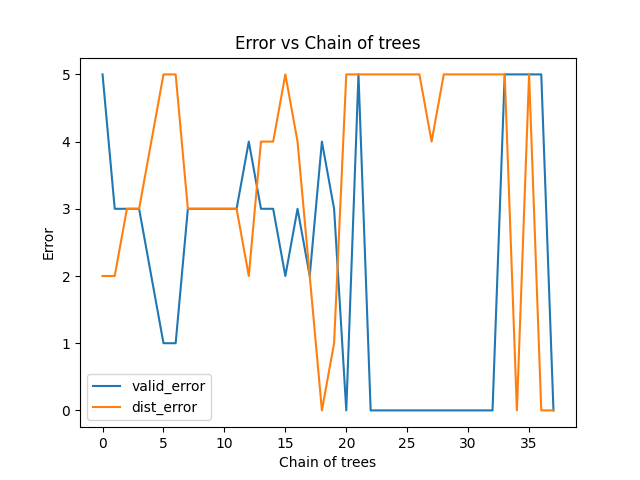 Error vs Chain of trees
5
4
3
2
1
0
Error
valid_error
dist_error
0 5 10 15 20 25 30 35
Chain of trees